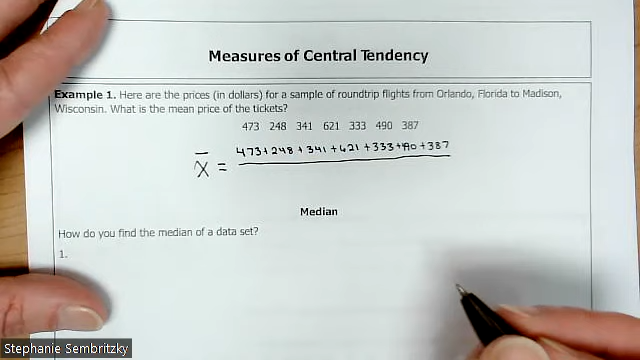 Measures of Central Tendency
Example 1. Here are the prices (in dollars) for a sample of roundtrip flights from Orlando, Florida to Madison,
Wisconsin. What is the mean price of the tickets?
473 248 341 621 333 490 387
473+248+341+621+333+490+387
x̄ =
Median
How do you find the median of a data set?
1.
Stephanie Sembritzky